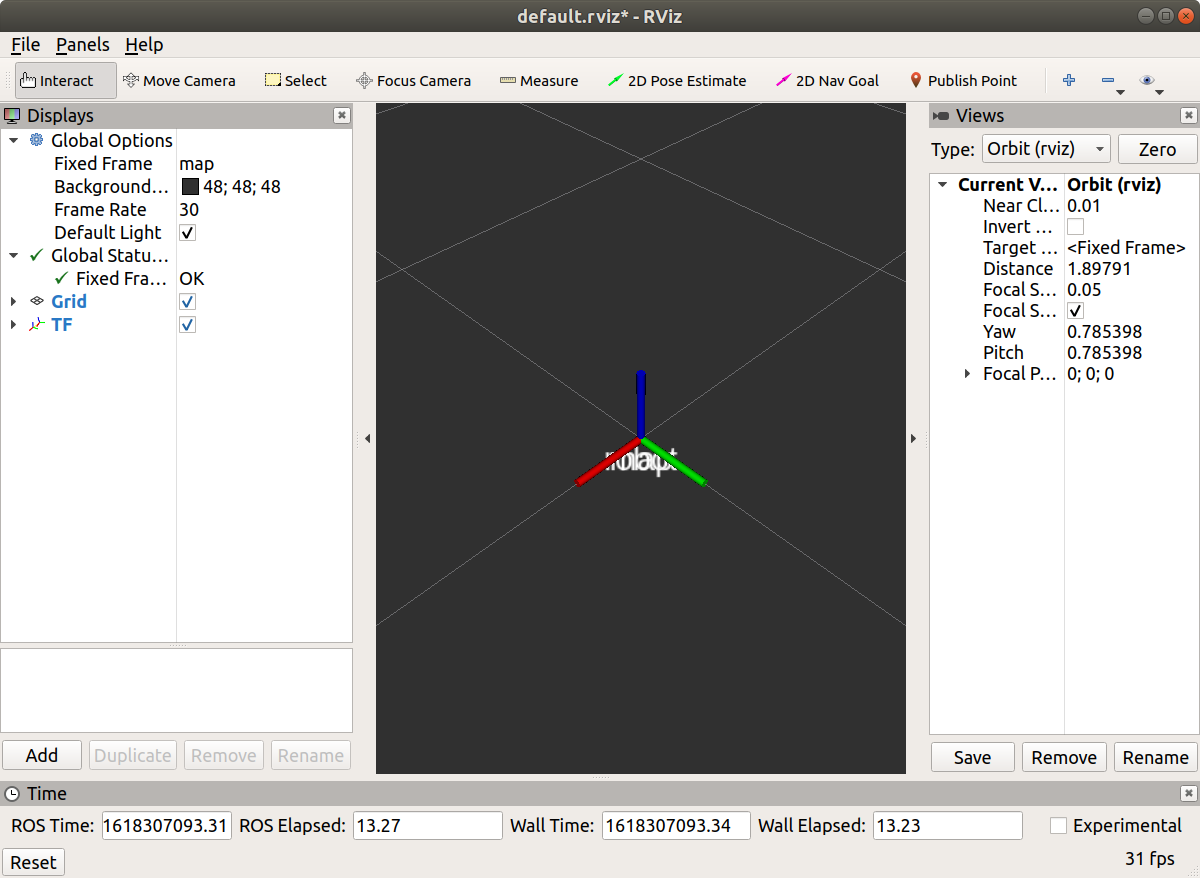 default.rviz* - RViz
File Panels Help
Interact Move Camera Select Focus Camera Measure 2D Pose Estimate 2D Nav Goal Publish Point
Displays
Global Options
Fixed Frame map
Background... 48; 48; 48
Frame Rate 30
Default Light
Global Statu...
Fixed Fra... OK
Grid
TF
Add Duplicate Remove Rename
Views
Type: Orbit (rviz) Zero
Current V... Orbit (rviz)
Near Cl... 0.01
Invert ...
Target ... <Fixed Frame>
Distance 1.89791
Focal S... 0.05
Focal S...
Yaw 0.785398
Pitch 0.785398
Focal P... 0; 0; 0
Save Remove Rename
Time
ROS Time: 1618307093.31 ROS Elapsed: 13.27 Wall Time: 1618307093.34 Wall Elapsed: 13.23 Experimental
Reset 31 fps